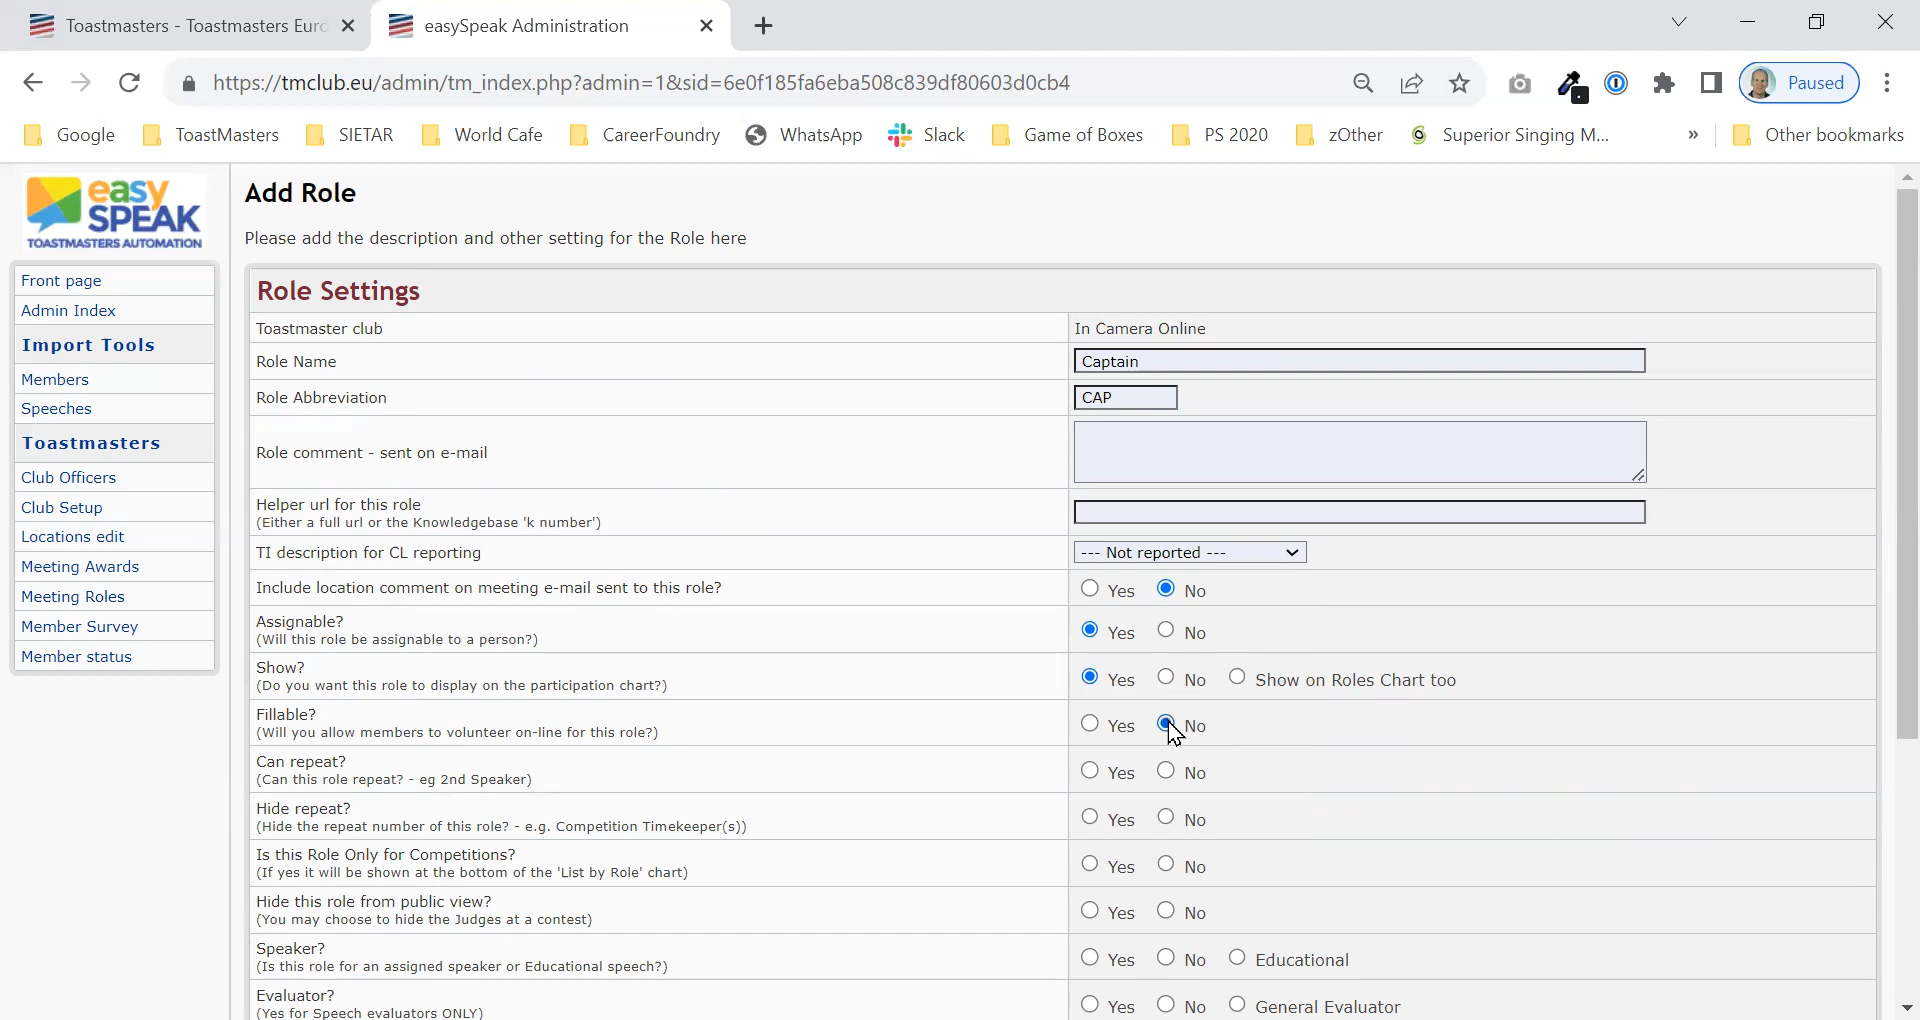 Toastmasters - Toastmasters Euro
easySpeak Administration
https://tmclub.eu/admin/tm_index.php?admin=1&sid=6e0f185fa6eba508c839df80603d0cb4
Paused
Google
ToastMasters
SIETAR
World Cafe
CareerFoundry
WhatsApp
Slack
Game of Boxes
PS 2020
zOther
Superior Singing M...
»
Other bookmarks
easy
SPEAK
TOASTMASTERS AUTOMATION
Front page
Admin Index
Import Tools
Members
Speeches
Toastmasters
Club Officers
Club Setup
Locations edit
Meeting Awards
Meeting Roles
Member Survey
Member status
Add Role
Please add the description and other setting for the Role here
Role Settings
Toastmaster club
In Camera Online
Role Name
Captain
Role Abbreviation
CAP
Role comment - sent on e-mail
Helper url for this role
(Either a full url or the Knowledgebase 'k number')
TI description for CL reporting
--- Not reported ---
Include location comment on meeting e-mail sent to this role?
Yes No
Assignable?
(Will this role be assignable to a person?)
Yes No
Show?
(Do you want this role to display on the participation chart?)
Yes No Show on Roles Chart too
Fillable?
(Will you allow members to volunteer on-line for this role?)
Yes No
Can repeat?
(Can this role repeat? - eg 2nd Speaker)
Yes No
Hide repeat?
(Hide the repeat number of this role? - e.g. Competition Timekeeper(s))
Yes No
Is this Role Only for Competitions?
(If yes it will be shown at the bottom of the 'List by Role' chart)
Yes No
Hide this role from public view?
(You may choose to hide the Judges at a contest)
Yes No
Speaker?
(Is this role for an assigned speaker or Educational speech?)
Yes No Educational
Evaluator?
(Yes for Speech evaluators ONLY)
Yes No General Evaluator